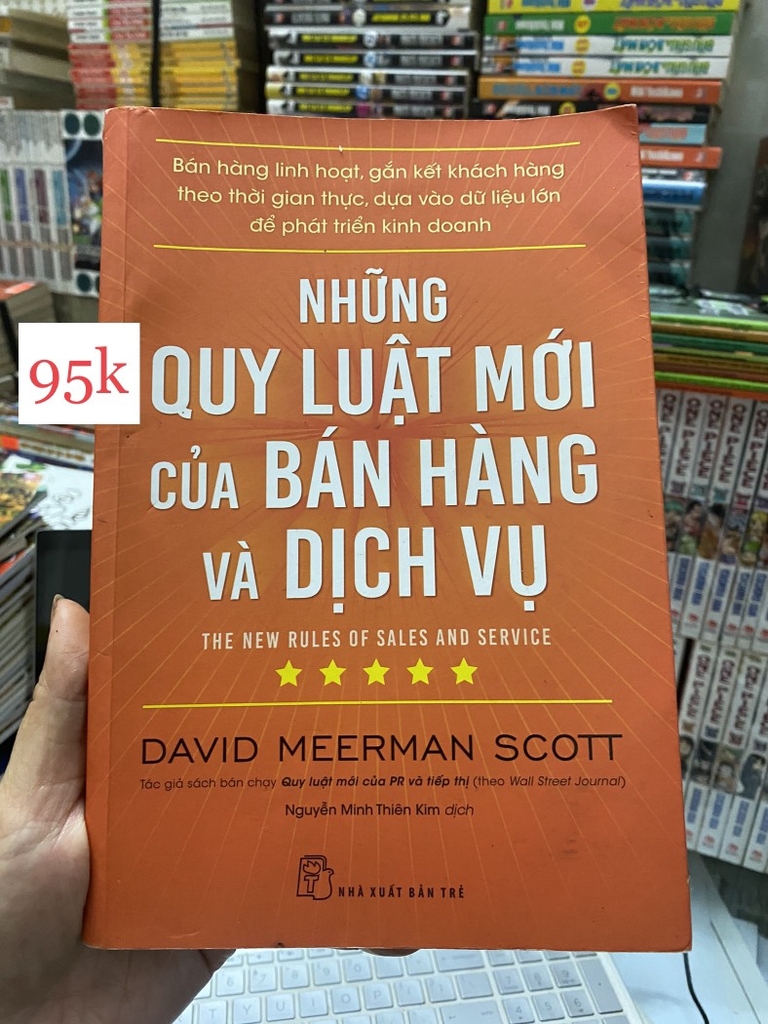 Bán hàng linh hoạt, gắn kết khách hàng
theo thời gian thực, dựa vào dữ liệu lớn
để phát triển kinh doanh
NHỮNG
QUY LUẬT MỚI
CỦA BÁN HÀNG
VÀ DỊCH VỤ
95k
THE NEW RULES OF SALES AND SERVICE
DAVID MEERMAN SCOTT
Tác giả sách bán chạy Quy luật mới của PR và tiếp thị (theo Wall Street Journal)
Nguyễn Minh Thiên Kim dịch
T
NHÀ XUẤT BẢN TRẺ